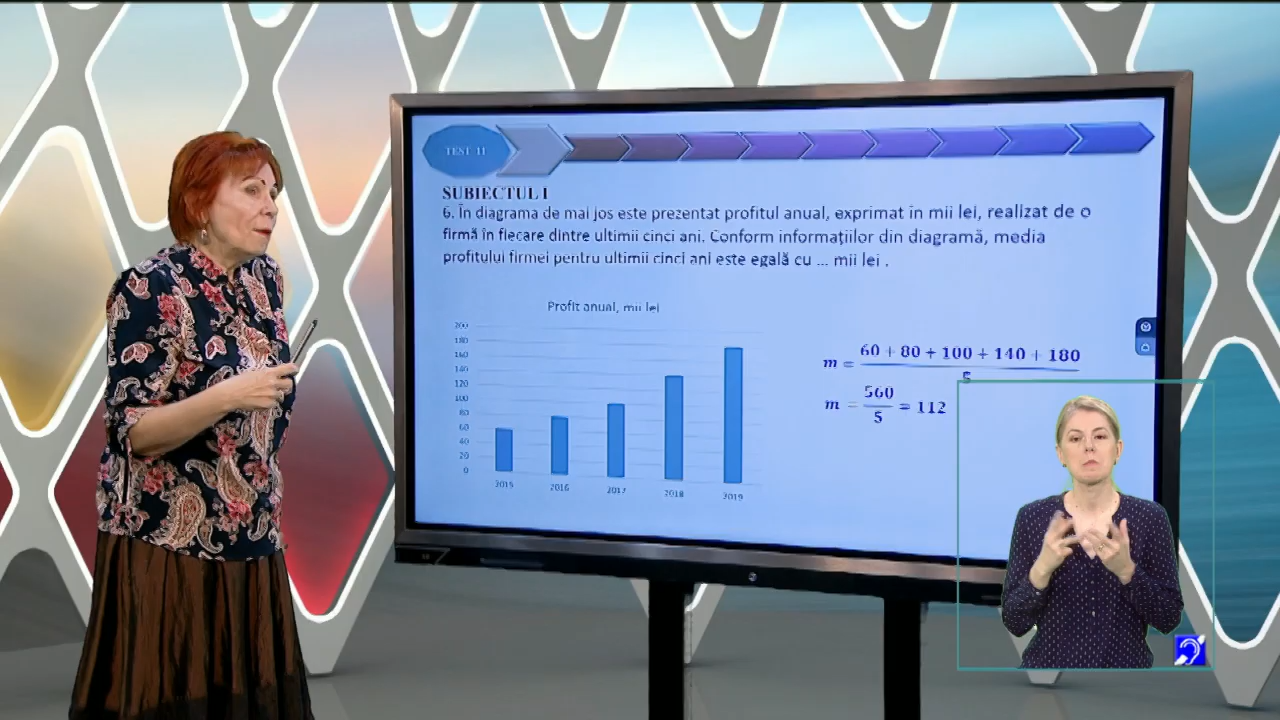 TEST 11
SUBIECTUL I
6. În diagrama de mai jos este prezentat profitul anual, exprimat în mii lei, realizat de o
firmă în fiecare dintre ultimii cinci ani. Conform informațiilor din diagramă, media
profitului firmei pentru ultimii cinci ani este egală cu ... mii lei .
Profit anual, mii lei
200
180
160
140
120
100
80
60
40
20
0
2015 2016 2017 2018 2019
m = 60 + 80 + 100 + 140 + 180
5
m = 560
5
= 112